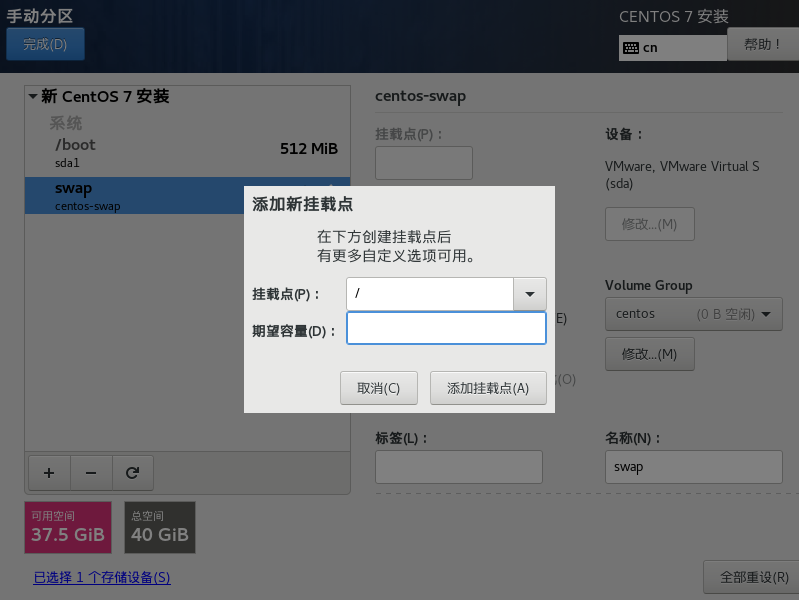 手动分区
CENTOS 7 安装
完成(D)
cn
帮助！
新 CentOS 7 安装
系统
/boot
512 MiB
sda1
swap
centos-swap
centos-swap
挂载点(P)：
设备：
VMware, VMware Virtual S
(sda)
修改...(M)
添加新挂载点
在下方创建挂载点后
有更多自定义选项可用。
挂载点(P)：
/
期望容量(D)：
取消(C)
添加挂载点(A)
E)
(O)
Volume Group
centos
(0 B 空闲)
修改...(M)
标签(L)：
名称(N)：
swap
+
−
可用空间
37.5 GiB
总空间
40 GiB
已选择 1 个存储设备(S)
全部重设(R)